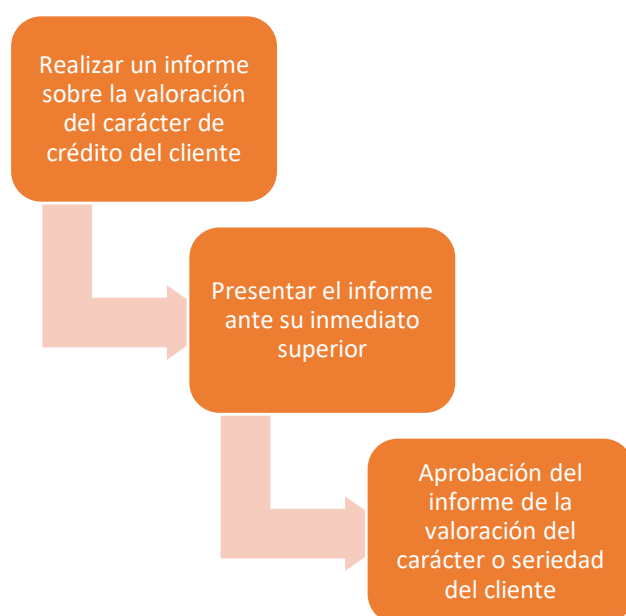 Realizar un informe
sobre la valoración
del carácter de
crédito del cliente
Presentar el informe
ante su inmediato
superior
Aprobación del
informe de la
valoración del
carácter o seriedad
del cliente